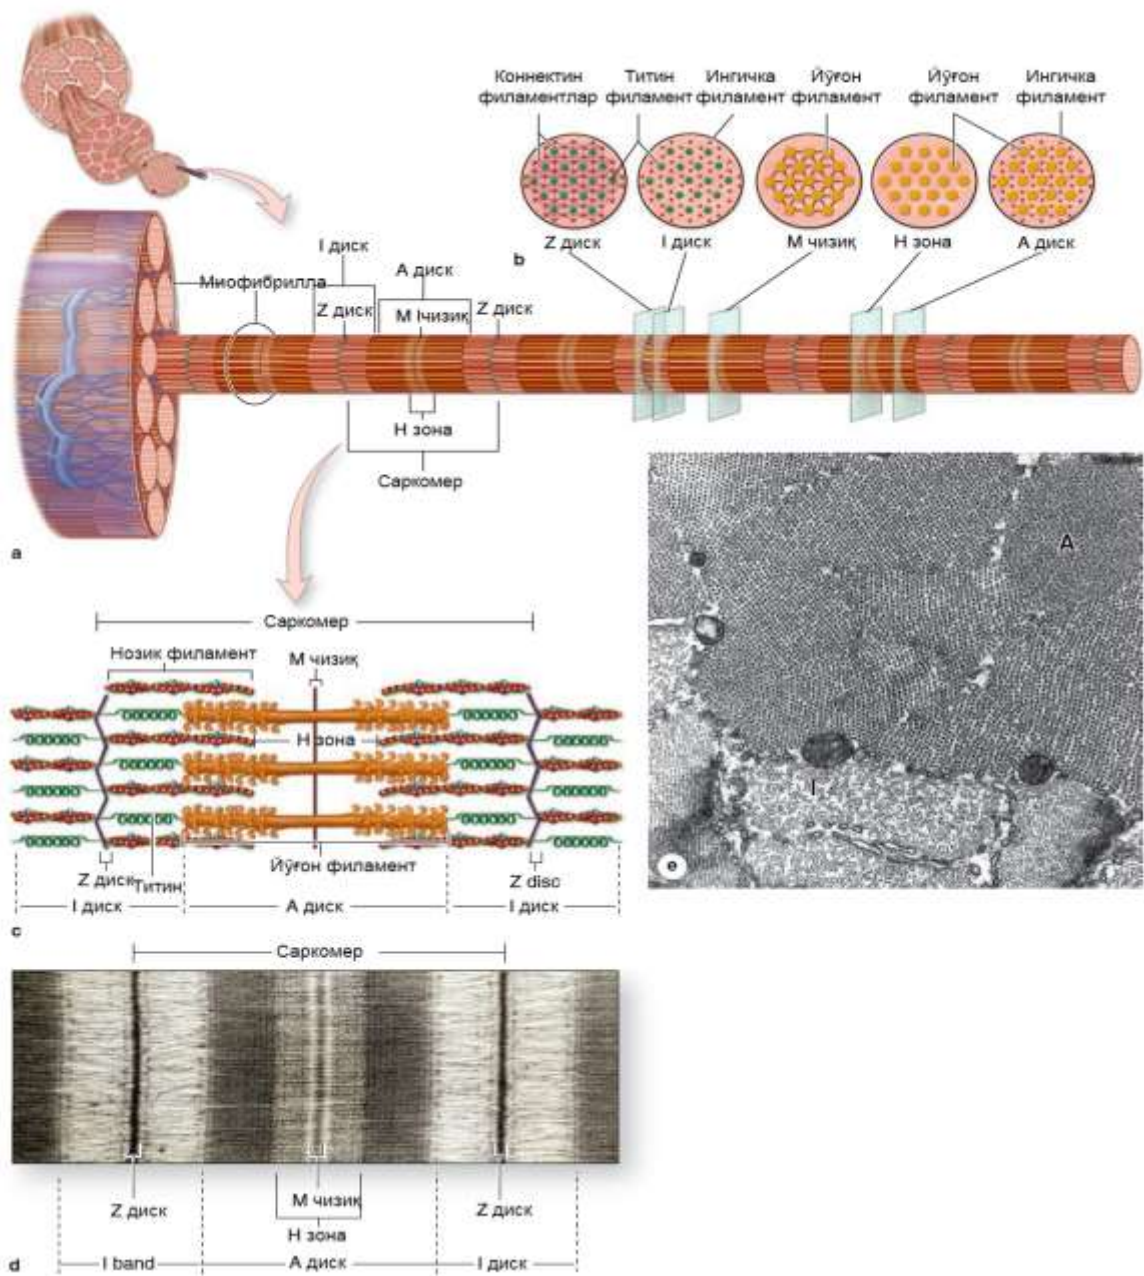 Коннектин филаментлар
Титин филамент
Ингичка филамент
Йўғон филамент
Йўғон филамент
Ингичка филамент
Z диск
I диск
М чизиқ
Н зона
А диск
b
I диск
А диск
Миофибрилла
Z диск
М Iчизиқ
Z диск
Н зона
Саркомер
a
A
I
e
Саркомер
Нозик филамент
М чизиқ
Н зона
Йўғон филамент
Z диск
Титин
Z disc
I диск
А диск
I диск
c
Саркомер
Z диск
М чизиқ
Z диск
Н зона
I band
А диск
I диск
d